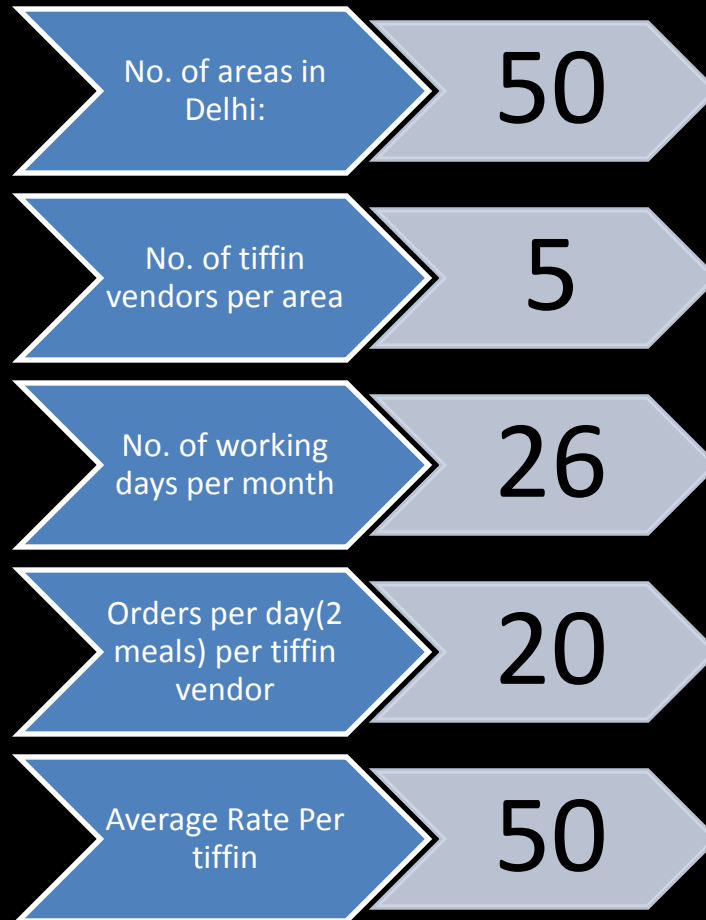 No. of areas in
Delhi:
50
No. of tiffin
vendors per area
5
No. of working
days per month
26
Orders per day(2
meals) per tiffin
vendor
20
Average Rate Per
tiffin
50